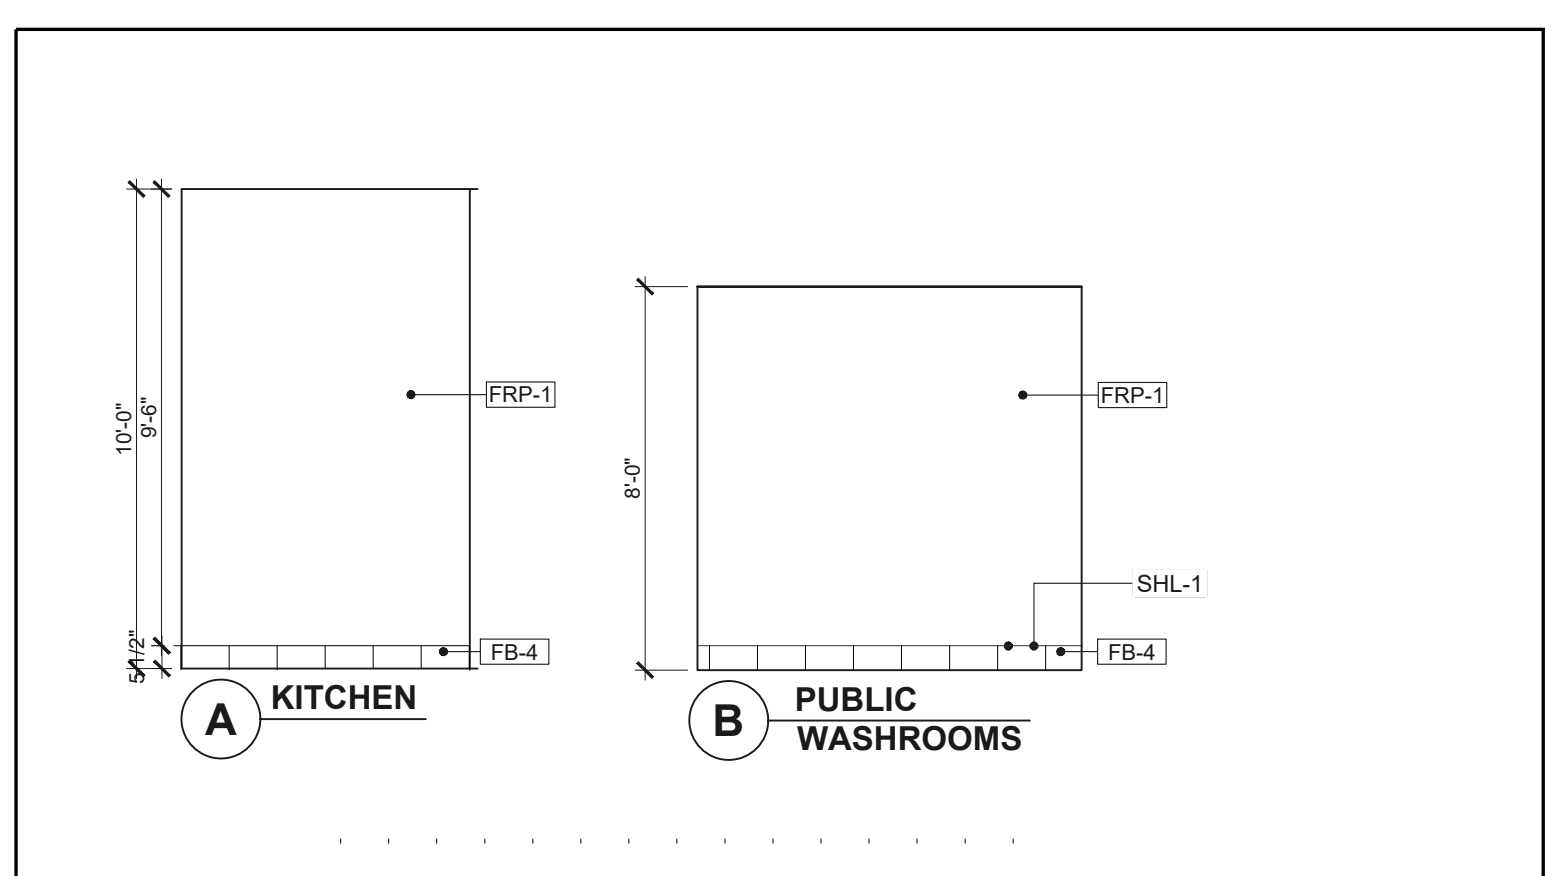 10'-0"
9'-6"
5 1/2"
FRP-1
FB-4
A
KITCHEN
8'-0"
FRP-1
SHL-1
FB-4
B
PUBLIC
WASHROOMS